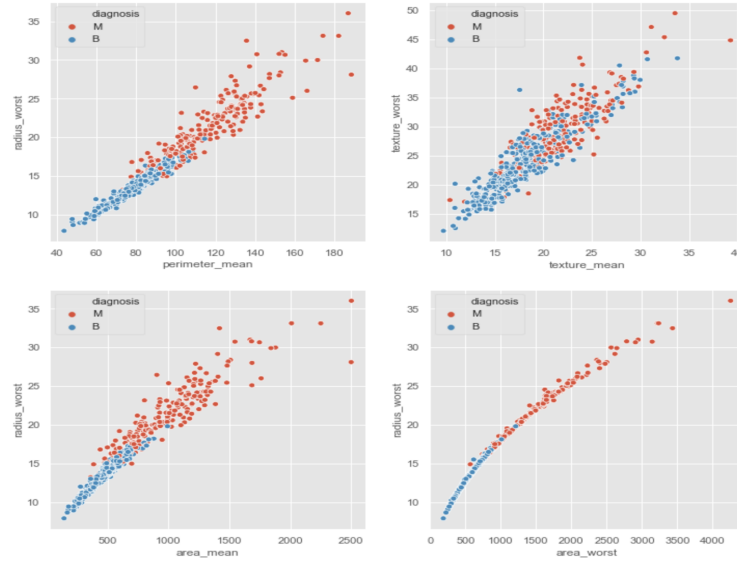 diagnosis
M
B
35
30
25
20
15
10
radius_worst
40 60 80 100 120 140 160 180
perimeter_mean
diagnosis
M
B
50
45
40
35
30
25
20
15
texture_worst
10 15 20 25 30 35
texture_mean
diagnosis
M
B
35
30
25
20
15
10
radius_worst
500 1000 1500 2000 2500
area_mean
diagnosis
M
B
35
30
25
20
15
10
radius_worst
0 500 1000 1500 2000 2500 3000 3500 4000
area_worst